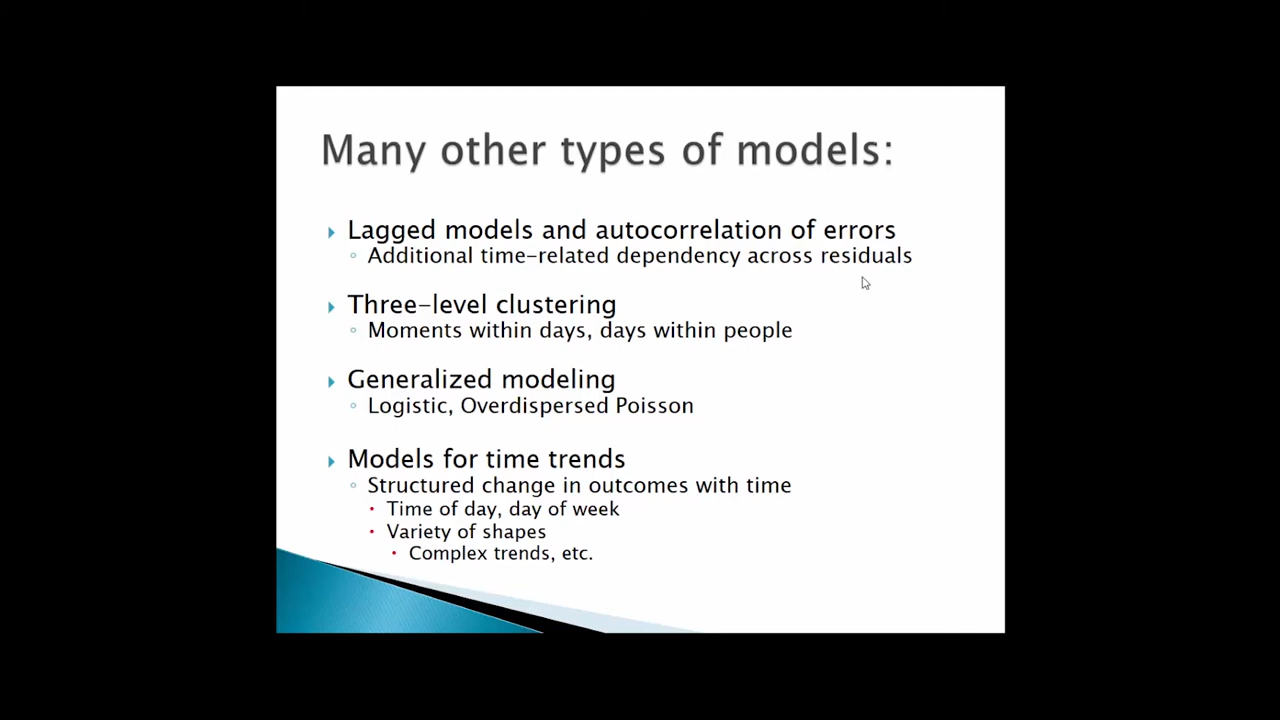 Many other types of models:
Lagged models and autocorrelation of errors
Additional time-related dependency across residuals
Three-level clustering
Moments within days, days within people
Generalized modeling
Logistic, Overdispersed Poisson
Models for time trends
Structured change in outcomes with time
Time of day, day of week
Variety of shapes
Complex trends, etc.